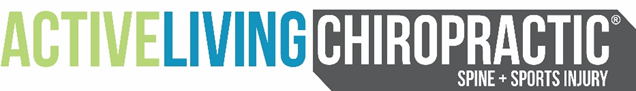 ACTIVELIVING CHIROPRACTIC®
SPINE + SPORTS INJURY